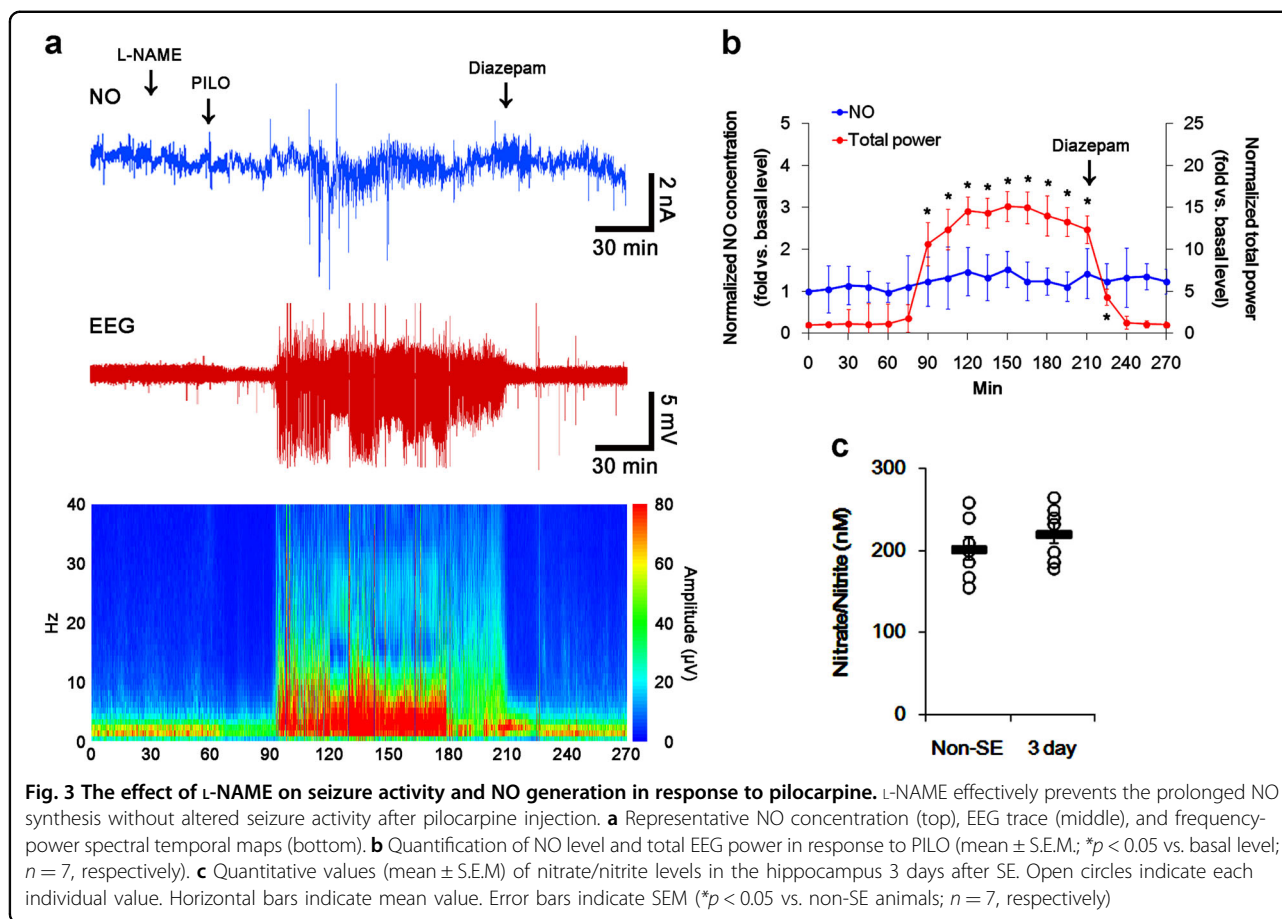 a
L-NAME
PILO
Diazepam
NO
2 nA
30 min
EEG
5 mV
30 min
40
30
20
10
0
Hz
0 30 60 90 120 150 180 210 240 270
80
60
40
20
0
Amplitude (µV)
b
NO
Total power
Diazepam
5
4
3
2
1
0
Normalized NO concentration
(fold vs. basal level)
25
20
15
10
5
0
Normalized total power
(fold vs. basal level)
* * * * * * * * * *
0 30 60 90 120 150 180 210 240 270
Min
c
300
200
100
0
Nitrate/Nitrite (nM)
Non-SE 3 day
Fig. 3 The effect of L-NAME on seizure activity and NO generation in response to pilocarpine. L-NAME effectively prevents the prolonged NO
synthesis without altered seizure activity after pilocarpine injection. a Representative NO concentration (top), EEG trace (middle), and frequency-
power spectral temporal maps (bottom). b Quantification of NO level and total EEG power in response to PILO (mean ± S.E.M.; *p < 0.05 vs. basal level;
n = 7, respectively). c Quantitative values (mean ± S.E.M) of nitrate/nitrite levels in the hippocampus 3 days after SE. Open circles indicate each
individual value. Horizontal bars indicate mean value. Error bars indicate SEM (*p < 0.05 vs. non-SE animals; n = 7, respectively)